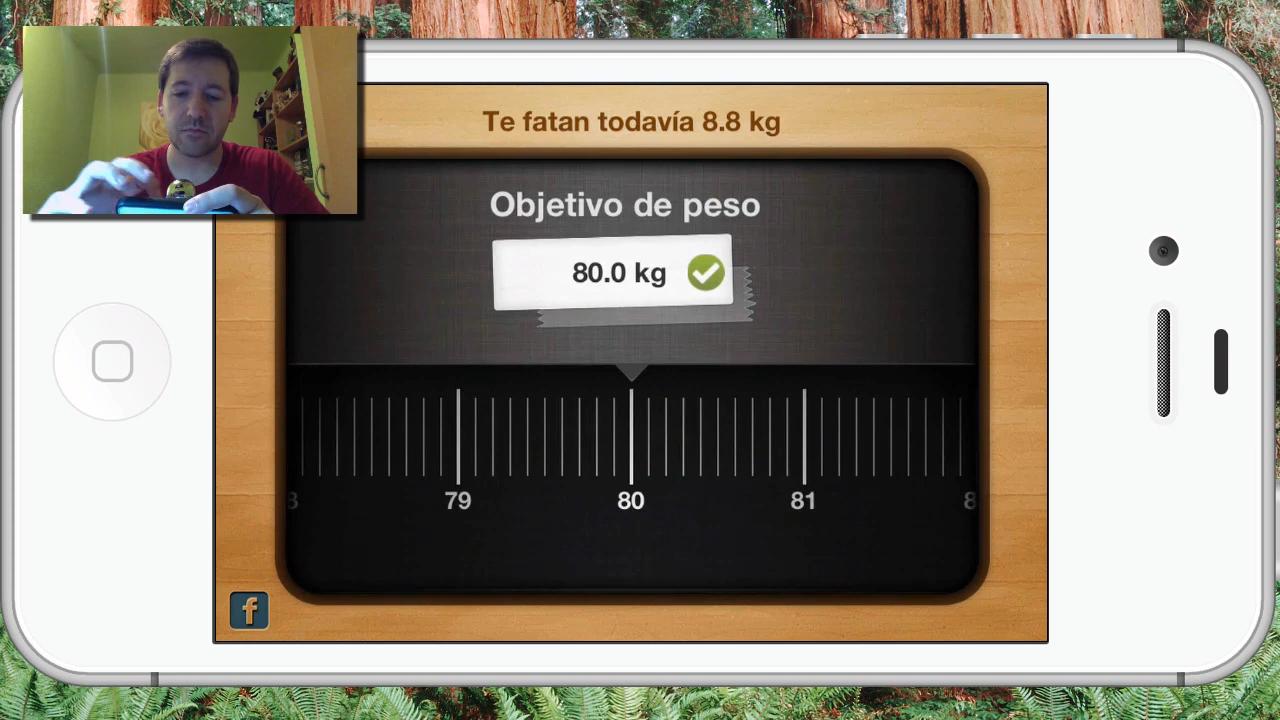 Te fatan todavía 8.8 kg
Objetivo de peso
80.0 kg
79 80 81
f